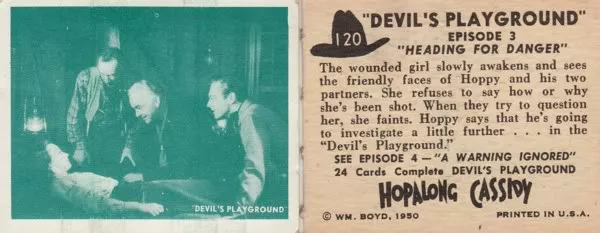 "DEVIL'S PLAYGROUND"
120
"DEVIL'S PLAYGROUND"
EPISODE 3
"HEADING FOR DANGER"
The wounded girl slowly awakens and sees
the friendly faces of Hoppy and his two
partners. She refuses to say how or why
she's been shot. When they try to question
her, she faints. Hoppy says that he's going
to investigate a little further . . . in the
"Devil's Playground."
SEE EPISODE 4 — "A WARNING IGNORED"
24 Cards Complete DEVIL'S PLAYGROUND
HOPALONG CASSIDY
© WM. BOYD, 1950
PRINTED IN U.S.A.